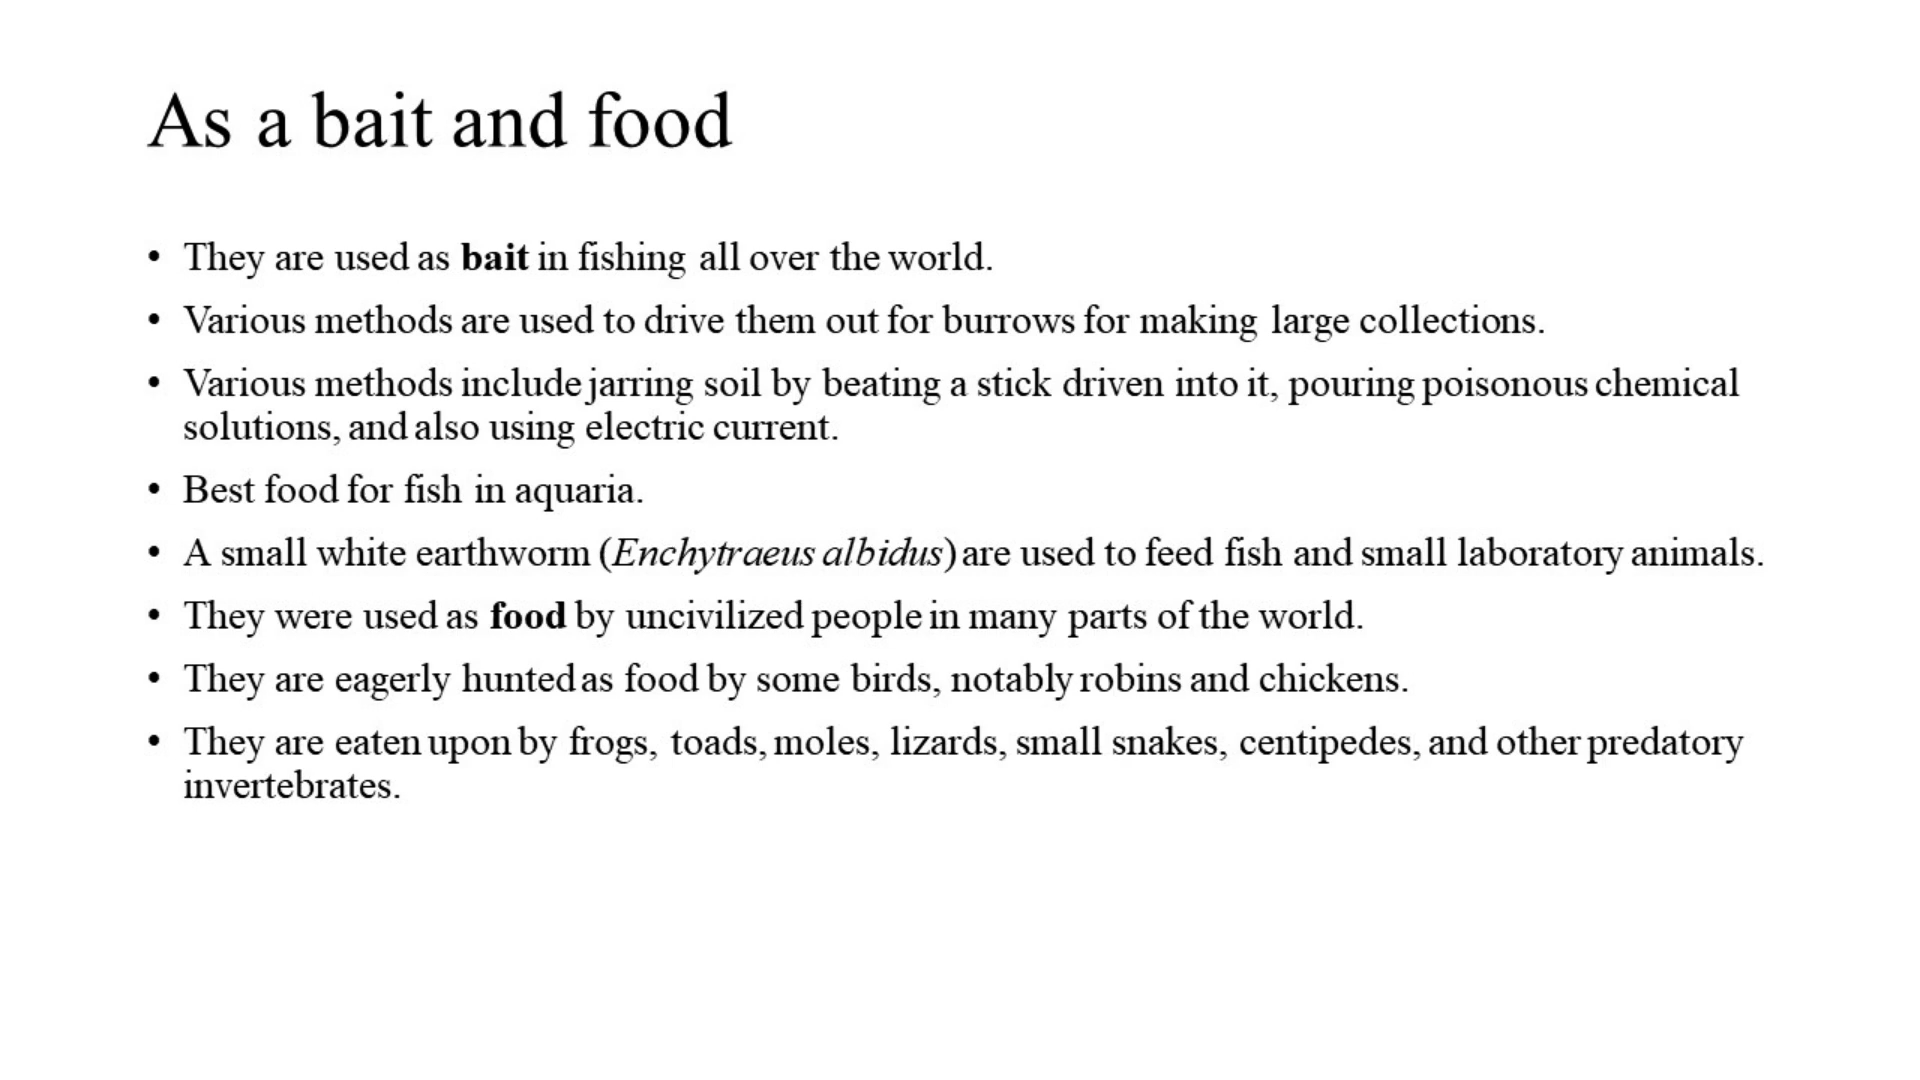 As a bait and food
• They are used as bait in fishing all over the world.
• Various methods are used to drive them out for burrows for making large collections.
• Various methods include jarring soil by beating a stick driven into it, pouring poisonous chemical
solutions, and also using electric current.
• Best food for fish in aquaria.
• A small white earthworm (Enchytraeus albidus) are used to feed fish and small laboratory animals.
• They were used as food by uncivilized people in many parts of the world.
• They are eagerly hunted as food by some birds, notably robins and chickens.
• They are eaten upon by frogs, toads, moles, lizards, small snakes, centipedes, and other predatory
invertebrates.